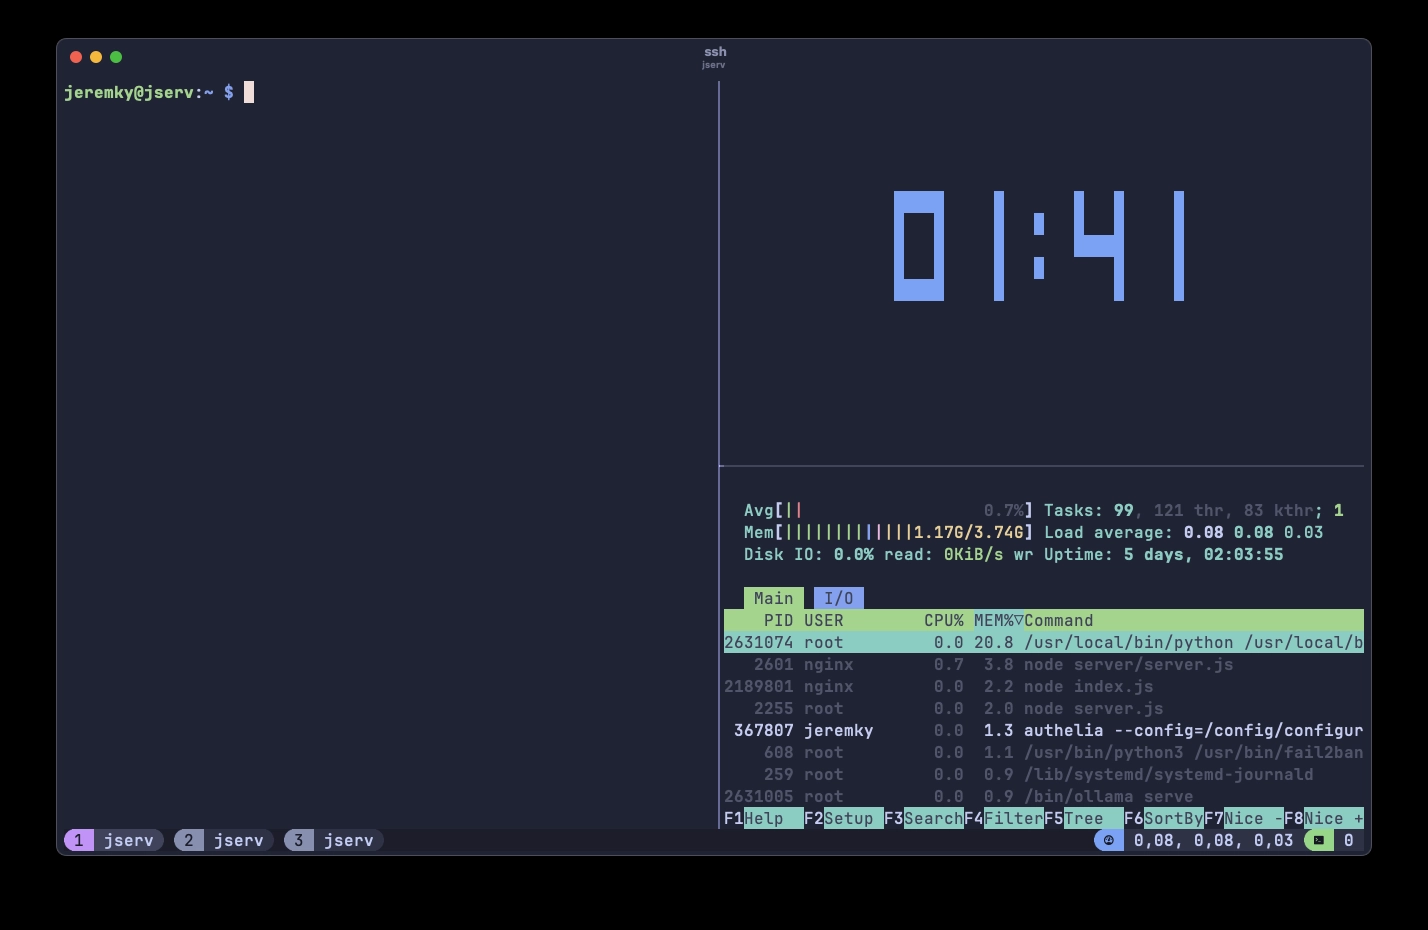 ssh
jserv
jeremky@jserv:~ $
01:41
Avg[|| 0.7%] Tasks: 99, 121 thr, 83 kthr; 1
Mem[|||||||||||||1.17G/3.74G] Load average: 0.08 0.08 0.03
Disk IO: 0.0% read: 0KiB/s wr Uptime: 5 days, 02:03:55
Main I/O
PID USER CPU% MEM%▽Command
2631074 root 0.0 20.8 /usr/local/bin/python /usr/local/b
2601 nginx 0.7 3.8 node server/server.js
2189801 nginx 0.0 2.2 node index.js
2255 root 0.0 2.0 node server.js
367807 jeremky 0.0 1.3 authelia --config=/config/configur
608 root 0.0 1.1 /usr/bin/python3 /usr/bin/fail2ban
259 root 0.0 0.9 /lib/systemd/systemd-journald
2631005 root 0.0 0.9 /bin/ollama serve
F1Help F2Setup F3SearchF4FilterF5Tree F6SortByF7Nice -F8Nice +
1 jserv 2 jserv 3 jserv 0,08, 0,08, 0,03 0